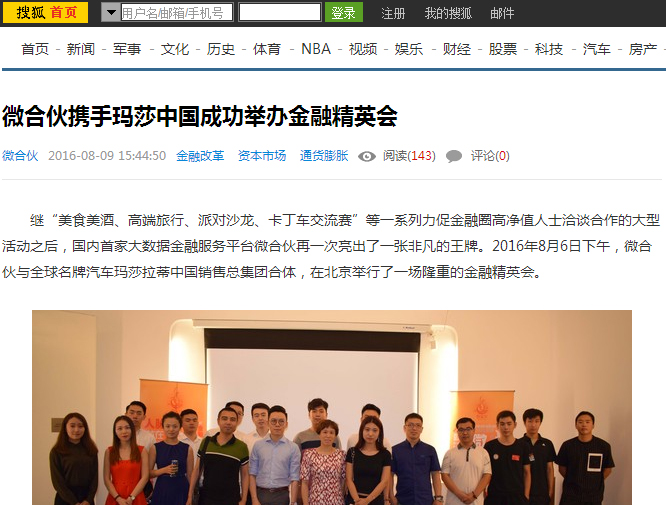 搜狐 首页 用户名/邮箱/手机号 登录 注册 我的搜狐 邮件
首页 - 新闻 - 军事 - 文化 - 历史 - 体育 - NBA - 视频 - 娱乐 - 财经 - 股票 - 科技 - 汽车 - 房产 -
微合伙携手玛莎中国成功举办金融精英会
微合伙 2016-08-09 15:44:50 金融改革 资本市场 通货膨胀 阅读(143) 评论(0)
继“美食美酒、高端旅行、派对沙龙、卡丁车交流赛”等一系列力促金融圈高净值人士洽谈合作的大型
活动之后，国内首家大数据金融服务平台微合伙再一次亮出了一张非凡的王牌。2016年8月6日下午，微合
伙与全球名牌汽车玛莎拉蒂中国销售总集团合体，在北京举行了一场隆重的金融精英会。